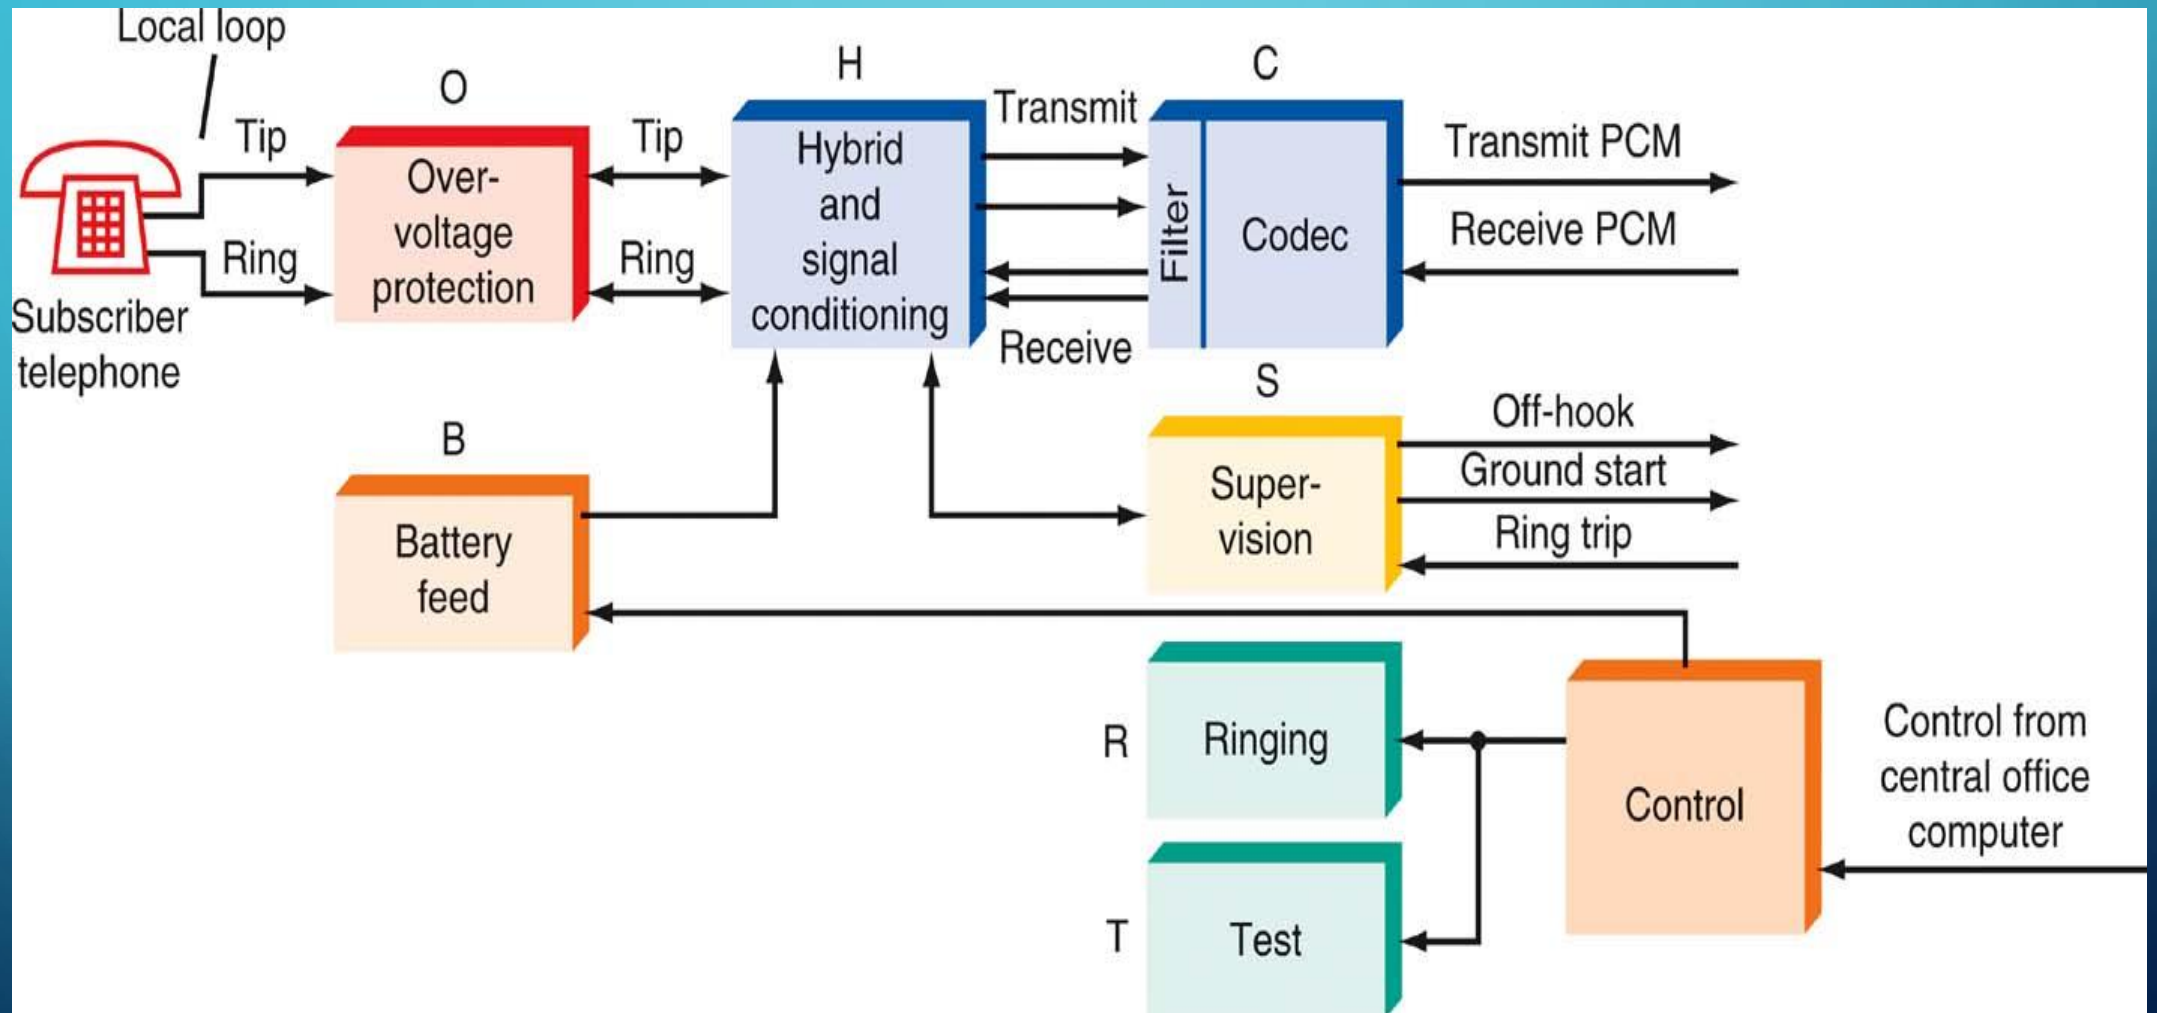 Local loop
O
H
C
Tip
Ring
Subscriber
telephone
Over-
voltage
protection
Tip
Ring
Hybrid
and
signal
conditioning
Transmit
Receive
Filter
Codec
Transmit PCM
Receive PCM
B
Battery
feed
S
Super-
vision
Off-hook
Ground start
Ring trip
R
Ringing
T
Test
Control
Control from
central office
computer